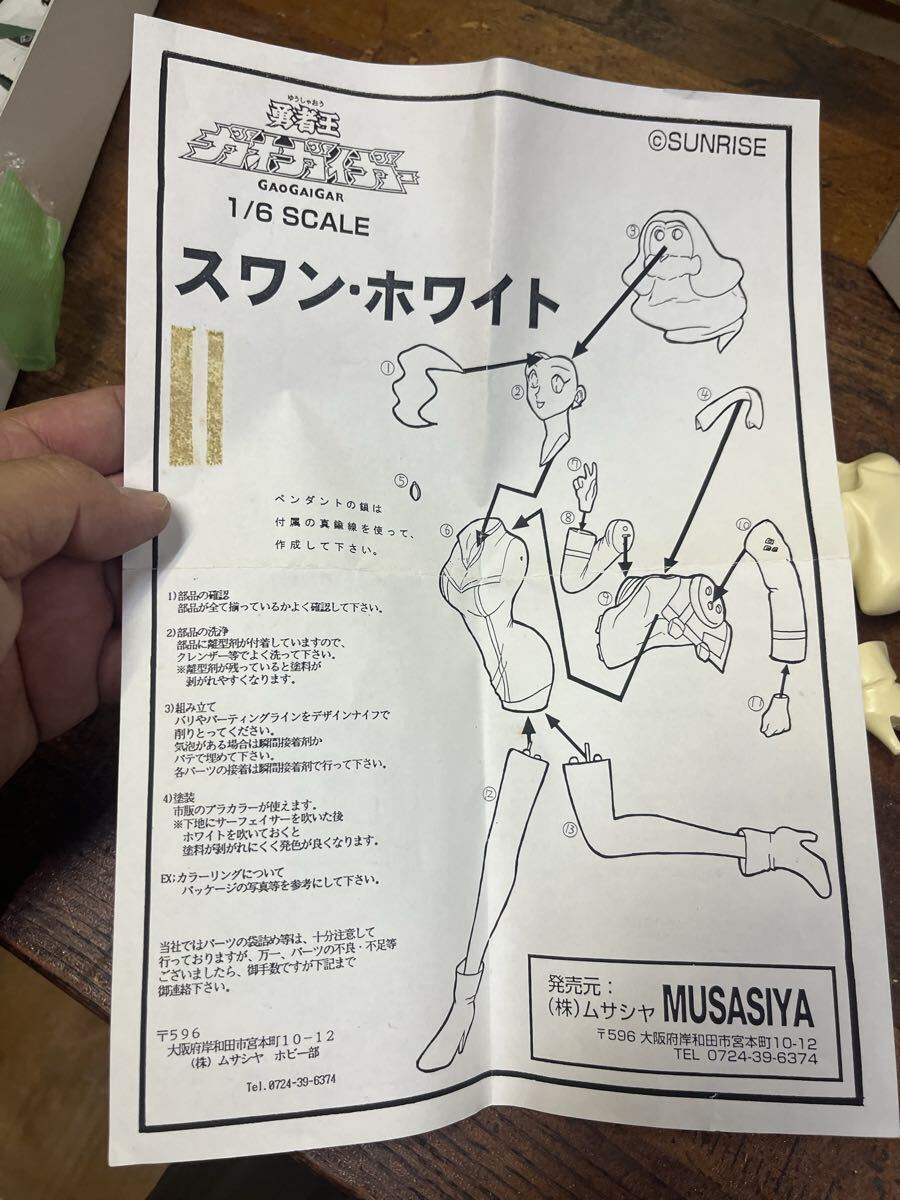 ゆうしゃおう
勇者王
ガオガイガー
GAOGAIGAR
1/6 SCALE
©SUNRISE
スワン・ホワイト
③
①
②
④
⑤
⑦
ペンダントの鎖は
付属の真鍮線を使って、
作成して下さい。
⑥
⑧
⑩
⑨
1)部品の確認
部品が全て揃っているかよく確認して下さい。
2)部品の洗浄
部品に離型剤が付着していますので、
クレンザー等でよく洗って下さい。
※離型剤が残っていると塗料が
剥がれやすくなります。
⑪
3)組み立て
バリやパーティングラインをデザインナイフで
削りとってください。
気泡がある場合は瞬間接着剤か
パテで埋めて下さい。
各パーツの接着は瞬間接着剤で行って下さい。
⑫
⑬
4)塗装
市販のプラカラーが使えます。
※下地にサーフェイサーを吹いた後
ホワイトを吹いておくと
塗料が剥がれにくく発色が良くなります。
EX;カラーリングについて
パッケージの写真等を参考にして下さい。
当社ではパーツの袋詰め等は、十分注意して
行っておりますが、万一、パーツの不良・不足等
ございましたら、御手数ですが下記まで
御連絡下さい。
〒596
大阪府岸和田市宮本町10-12
(株)ムサシヤ ホビー部
Tel.0724-39-6374
発売元：
(株)ムサシヤ MUSASIYA
〒596 大阪府岸和田市宮本町10-12
TEL 0724-39-6374